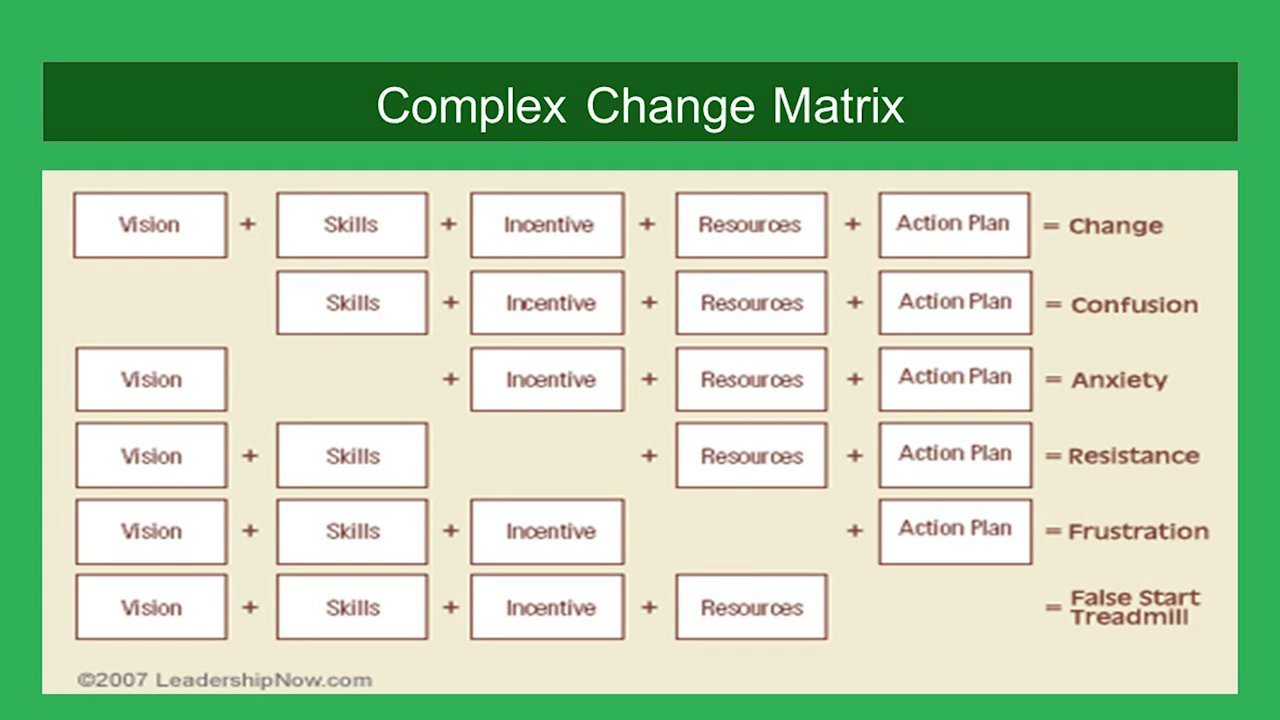 Complex Change Matrix
Vision + Skills + Incentive + Resources + Action Plan = Change
Skills + Incentive + Resources + Action Plan = Confusion
Vision + Incentive + Resources + Action Plan = Anxiety
Vision + Skills + Resources + Action Plan = Resistance
Vision + Skills + Incentive + Action Plan = Frustration
Vision + Skills + Incentive + Resources = False Start
Treadmill
©2007 LeadershipNow.com